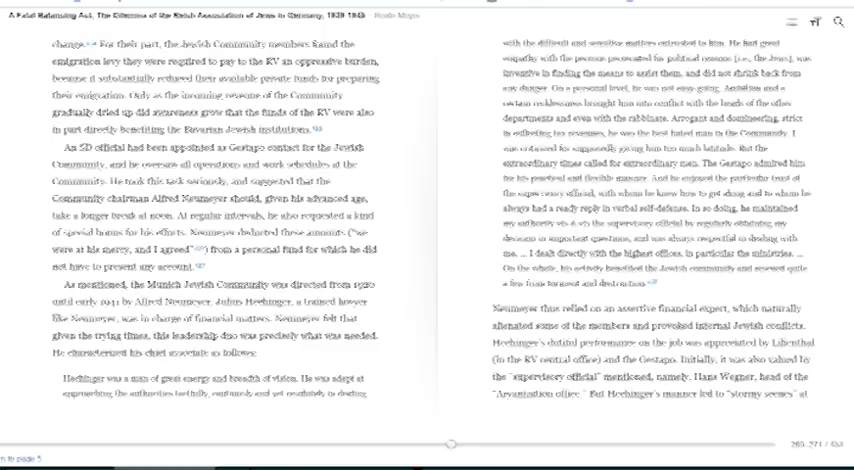 A Fatal Balancing Act, The Dilemma of the Reich Association of Jews in Germany, 1939-1945 Beate Meyer
change. For their part, the Jewish Community members found the
emigration levy they were required to pay to the RV an oppressive burden,
because it substantially reduced their available private funds for preparing
their emigration. Only as the incoming revenue of the Community
gradually dried up did awareness grow that the funds of the RV were also
in part directly benefiting the Bavarian Jewish institutions.
An SD official had been appointed as Gestapo contact for the Jewish
Community, and he oversaw all operations and work schedules at the
Community. He took this task seriously, and suggested that the
Community chairman Alfred Neumeyer should, given his advanced age,
take a longer break at noon. At regular intervals, he also requested a kind
of special bonus for his efforts. Neumeyer deducted these amounts ("we
were at his mercy, and I agreed") from a personal fund for which he did
not have to present any account.
As mentioned, the Munich Jewish Community was directed from 1920
until early 1941 by Alfred Neumeyer. Julius Hechinger, a trained lawyer
like Neumeyer, was in charge of financial matters. Neumeyer felt that
given the trying times, this leadership duo was precisely what was needed.
He characterized his chief associate as follows:
Hechinger was a man of great energy and breadth of vision. He was adept at
approaching the authorities tactfully, cautiously and yet resolutely in dealing
with the difficult and sensitive matters entrusted to him. He had great
empathy with the persons persecuted for political reasons [i.e., the Jews], was
inventive in finding the means to assist them, and did not shrink back from
any danger. On a personal level, he was not easy-going. Ambition and a
certain recklessness brought him into conflict with the heads of the other
departments and even with the rabbinate. Arrogant and domineering, strict
in collecting tax revenues, he was the best hated man in the Community. I
was criticized for supposedly giving him too much latitude. But the
extraordinary times called for extraordinary men. The Gestapo admired him
for his practical and flexible manner. And he enjoyed the particular trust of
the supervisory official, with whom he knew how to get along and to whom he
always had a ready reply in verbal self-defense. In so doing, he maintained
my authority vis-à-vis the supervisory official by regularly obtaining my
decision in important questions, and was always respectful in dealing with
me. ... I dealt directly with the highest offices, in particular the ministries. ...
On the whole, his activity benefited the Jewish community and rescued quite
a few from torment and destruction.
Neumeyer thus relied on an assertive financial expert, which naturally
alienated some of the members and provoked internal Jewish conflicts.
Hechinger's dutiful performance on the job was appreciated by Lilienthal
(in the RV central office) and the Gestapo. Initially, it was also valued by
the "supervisory official" mentioned, namely, Hans Wegner, head of the
"Aryanization office." But Hechinger's manner led to "stormy scenes" at
to page 5